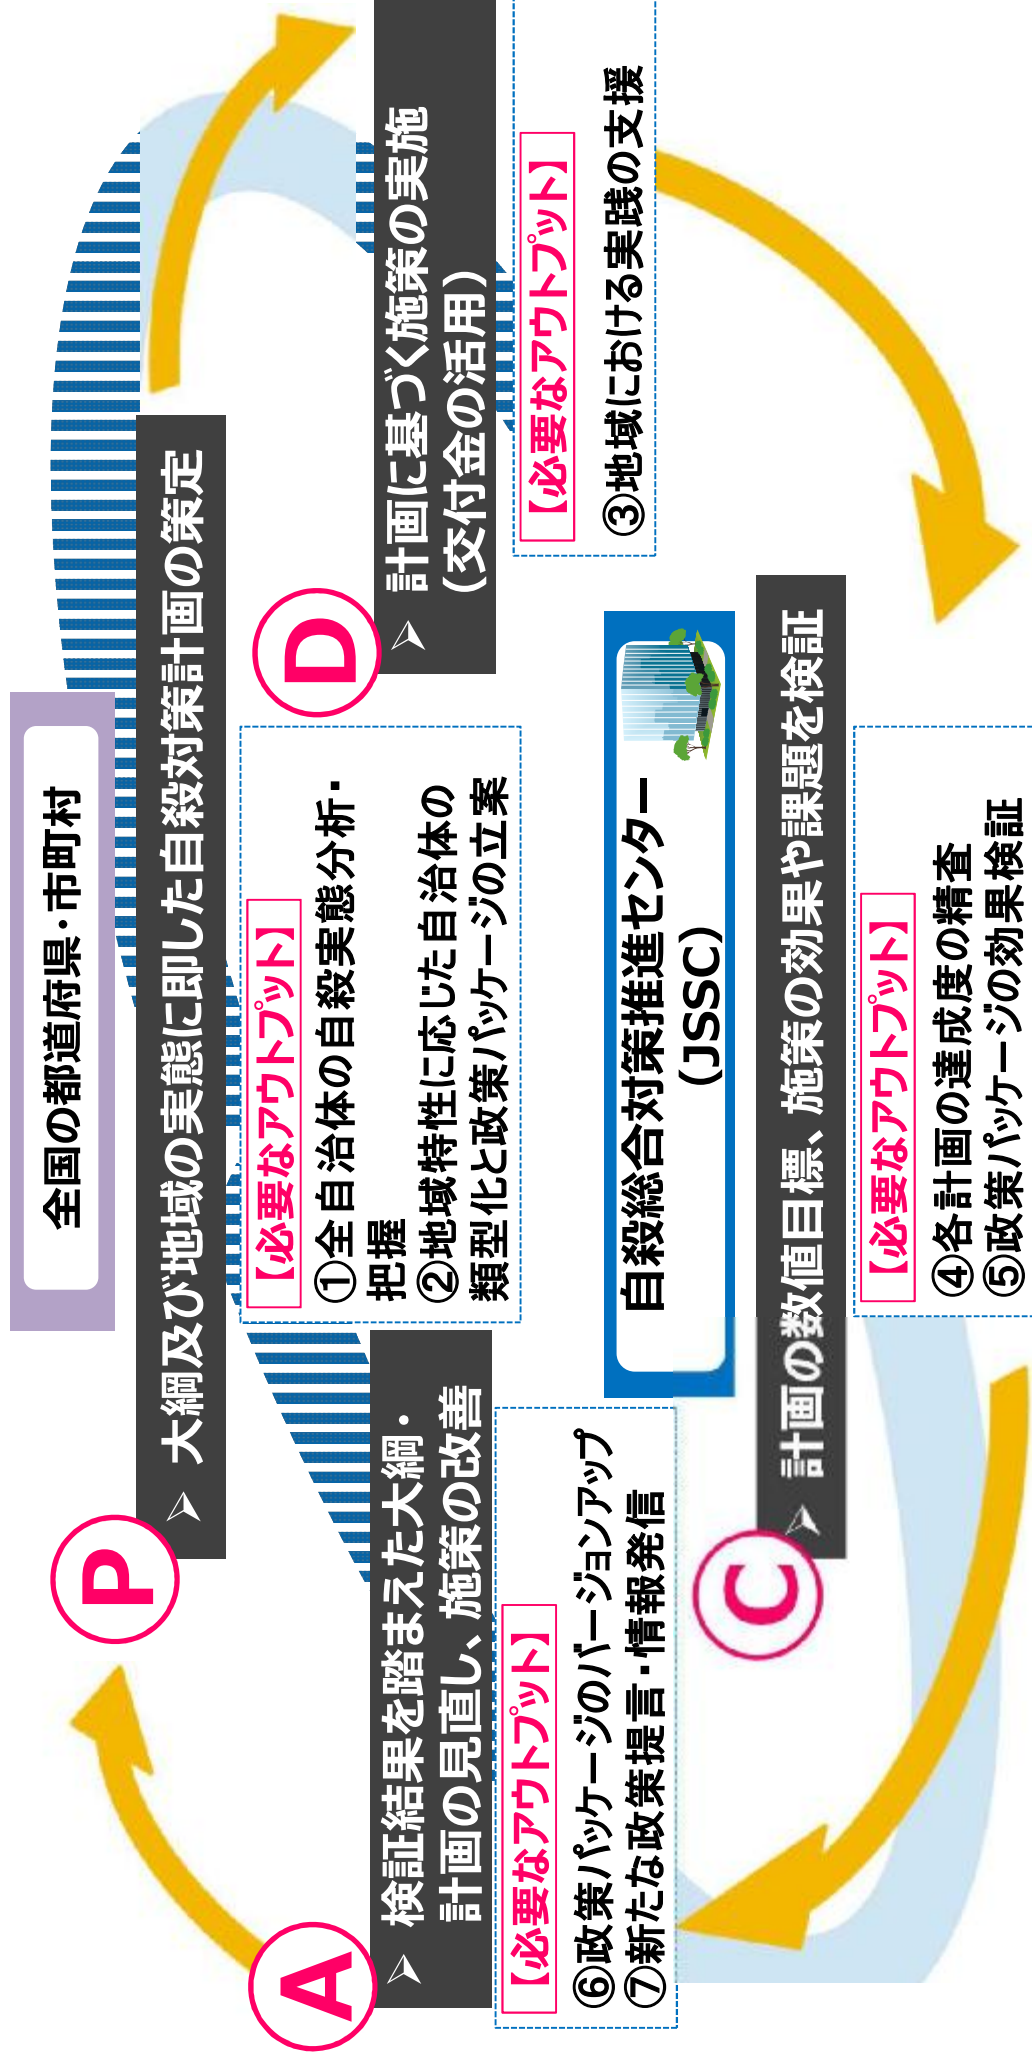 全国の都道府県・市町村
P
➢ 大綱及び地域の実態に即した自殺対策計画の策定
【必要なアウトプット】
①全自治体の自殺実態分析・
把握
②地域特性に応じた自治体の
類型化と政策パッケージの立案
D
➢ 計画に基づく施策の実施
(交付金の活用)
【必要なアウトプット】
③地域における実践の支援
自殺総合対策推進センター
(JSSC)
C
➢ 計画の数値目標、施策の効果や課題を検証
【必要なアウトプット】
④各計画の達成度の精査
⑤政策パッケージの効果検証
A
➢ 検証結果を踏まえた大綱・
計画の見直し、施策の改善
【必要なアウトプット】
⑥政策パッケージのバージョンアップ
⑦新たな政策提言・情報発信